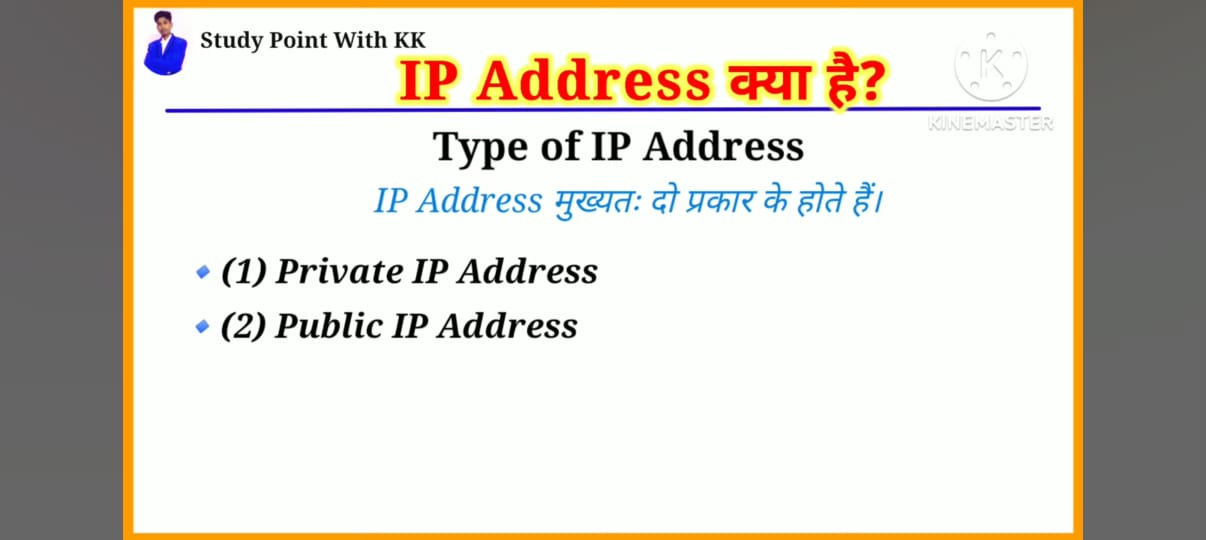 Study Point With KK
IP Address क्या है?
K
KINEMASTER
Type of IP Address
IP Address मुख्यतः दो प्रकार के होते हैं।
(1) Private IP Address
(2) Public IP Address